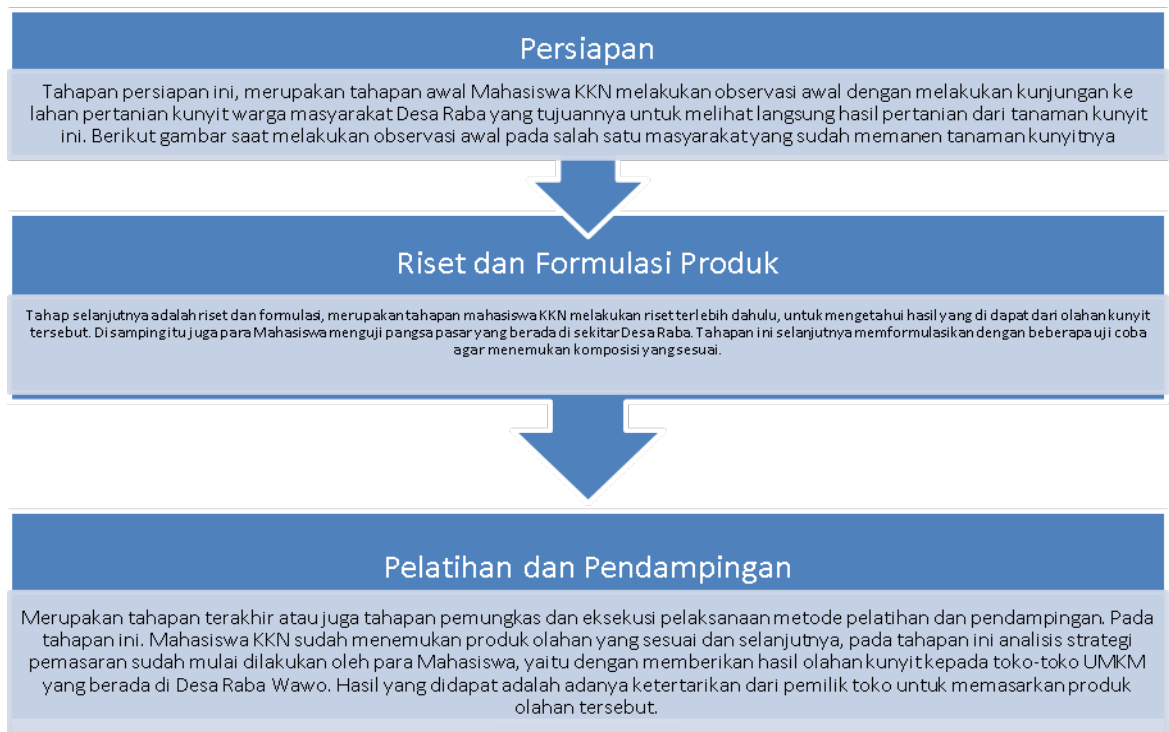 Persiapan
Tahapan persiapan ini, merupakan tahapan awal Mahasiswa KKN melakukan observasi awal dengan melakukan kunjungan ke
lahan pertanian kunyit warga masyarakat Desa Raba yang tujuannya untuk melihat langsung hasil pertanian dari tanaman kunyit
ini. Berikut gambar saat melakukan observasi awal pada salah satu masyarakat yang sudah memanen tanaman kunyitnya
Riset dan Formulasi Produk
Tahap selanjutnya adalah riset dan formulasi, merupakan tahapan mahasiswa KKN melakukan riset terlebih dahulu, untuk mengetahui hasil yang di dapat dari olahan kunyit
tersebut. Disamping itu juga para Mahasiswa menguji pangsa pasar yang berada di sekitar Desa Raba. Tahapan ini selanjutnya memformulasikan dengan beberapa uji coba
agar menemukan komposisi yang sesuai.
Pelatihan dan Pendampingan
Merupakan tahapan terakhir atau juga tahapan pemungkas dan eksekusi pelaksanaan metode pelatihan dan pendampingan. Pada
tahapan ini. Mahasiswa KKN sudah menemukan produk olahan yang sesuai dan selanjutnya, pada tahapan ini analisis strategi
pemasaran sudah mulai dilakukan oleh para Mahasiswa, yaitu dengan memberikan hasil olahan kunyit kepada toko-toko UMKM
yang berada di Desa Raba Wawo. Hasil yang didapat adalah adanya ketertarikan dari pemilik toko untuk memasarkan produk
olahan tersebut.